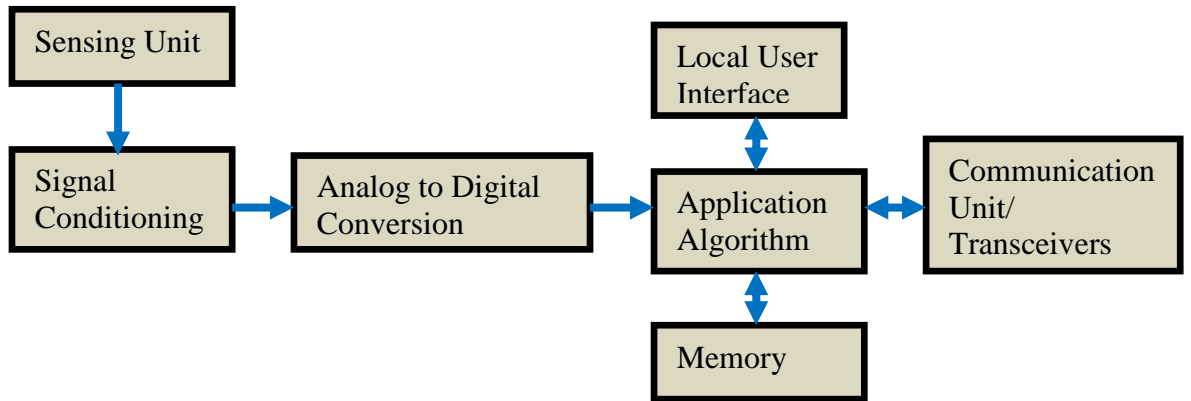 Sensing Unit
Signal
Conditioning
Analog to Digital
Conversion
Local User
Interface
Application
Algorithm
Communication
Unit/
Transceivers
Memory